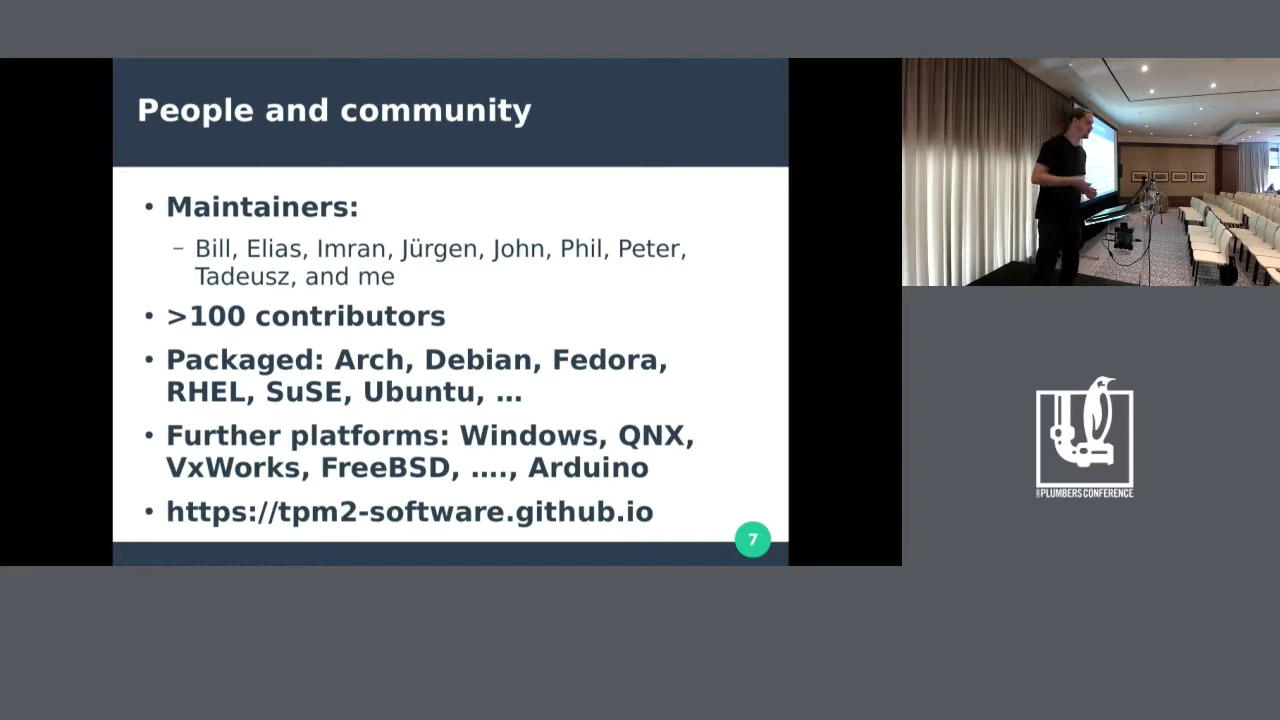 People and community
• Maintainers:
– Bill, Elias, Imran, Jürgen, John, Phil, Peter,
Tadeusz, and me
• >100 contributors
• Packaged: Arch, Debian, Fedora,
RHEL, SuSE, Ubuntu, ...
• Further platforms: Windows, QNX,
VxWorks, FreeBSD, ...., Arduino
• https://tpm2-software.github.io
7
PLUMBERS CONFERENCE